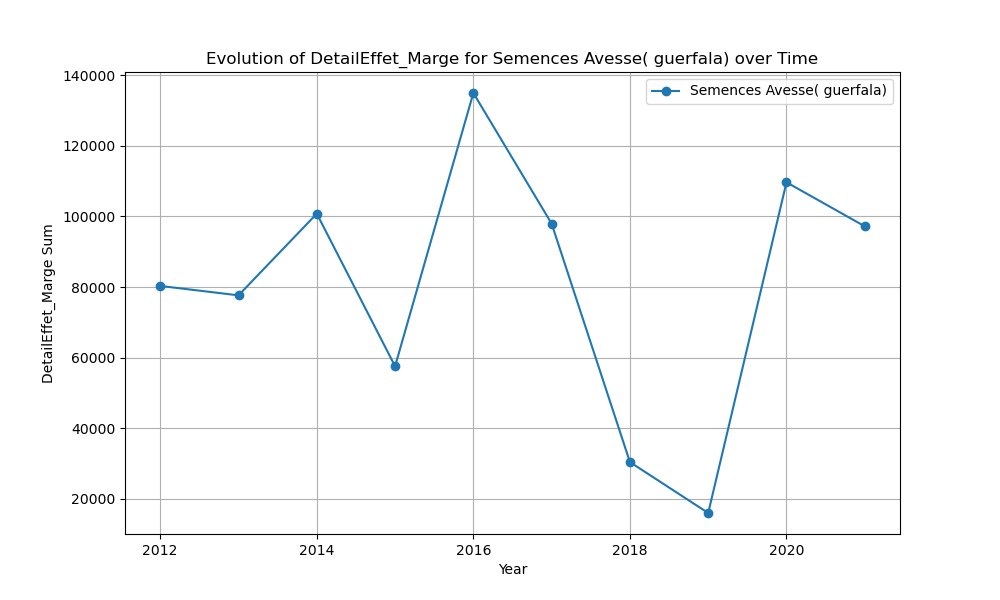 Evolution of DetailEffet_Marge for Semences Avesse( guerfala) over Time
Semences Avesse( guerfala)
DetailEffet_Marge Sum
140000
120000
100000
80000
60000
40000
20000
2012 2014 2016 2018 2020
Year